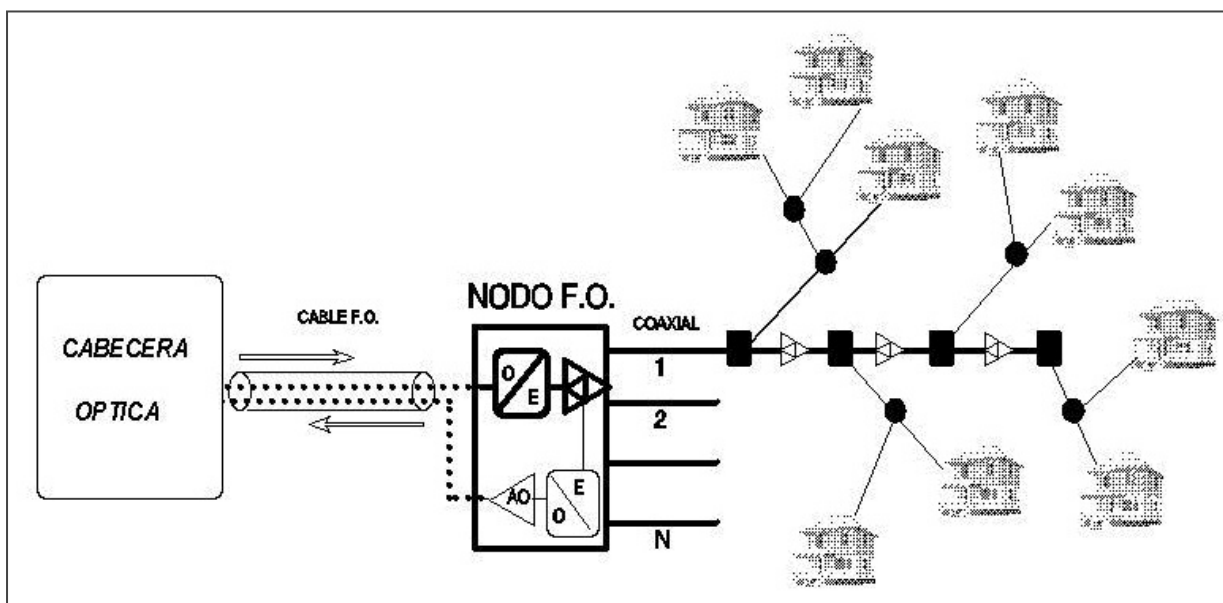 CABECERA
OPTICA
CABLE F.O.
NODO F.O.
O
E
AO
E
O
COAXIAL
1
2
N